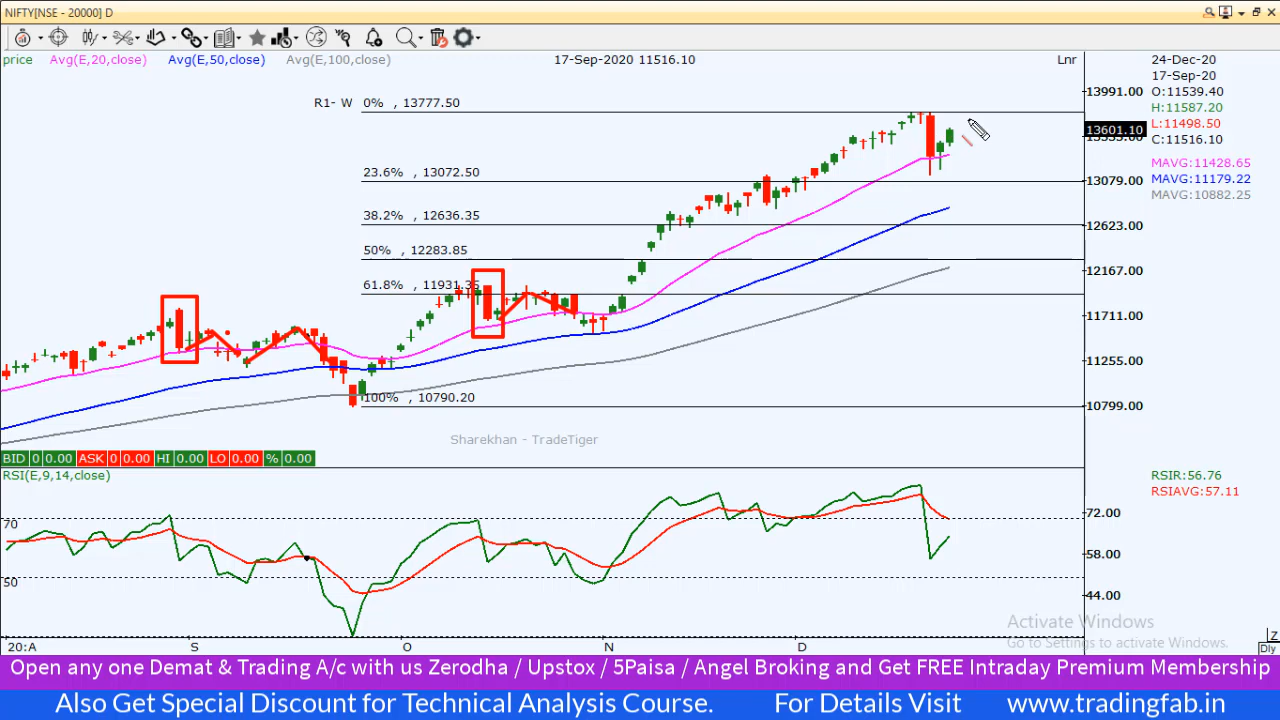 NIFTY[NSE - 20000] D
price Avg(E,20,close) Avg(E,50,close) Avg(E,100,close) 17-Sep-2020 11516.10 Lnr
24-Dec-20
17-Sep-20
O:11539.40
H:11587.20
L:11498.50
C:11516.10
MAVG:11428.65
MAVG:11179.22
MAVG:10882.25
13991.00
13601.10
13079.00
12623.00
12167.00
11711.00
11255.00
10799.00
R1- W 0% , 13777.50
23.6% , 13072.50
38.2% , 12636.35
50% , 12283.85
61.8% , 11931.35
100% , 10790.20
Sharekhan - TradeTiger
BID 0 0.00 ASK 0 0.00 HI 0.00 LO 0.00 % 0.00
RSI(E,9,14,close)
RSIR:56.76
RSIAVG:57.11
70
50
72.00
58.00
44.00
Activate Windows
Go to Settings to activate Windows.
20:A S O N D
Z
Dly
Open any one Demat & Trading A/c with us Zerodha / Upstox / 5Paisa / Angel Broking and Get FREE Intraday Premium Membership
Also Get Special Discount for Technical Analysis Course. For Details Visit www.tradingfab.in